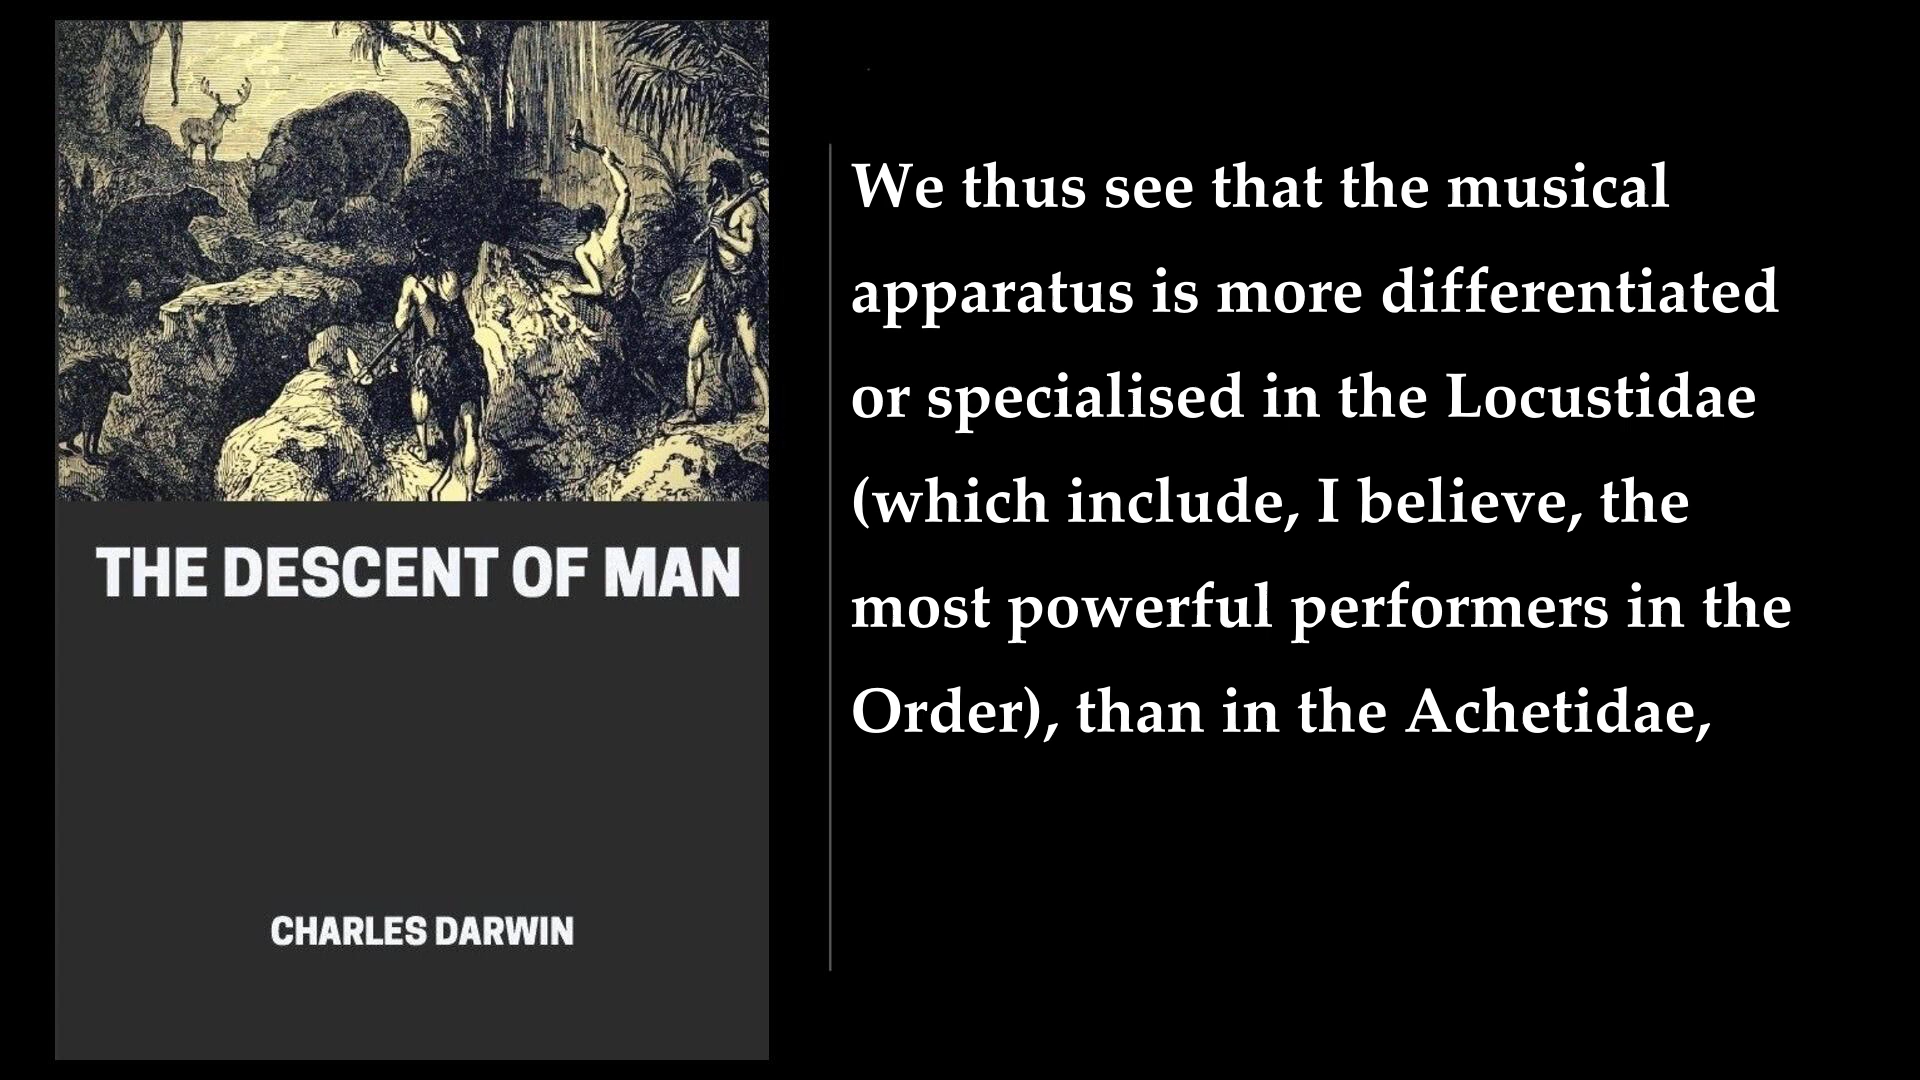 THE DESCENT OF MAN
CHARLES DARWIN
We thus see that the musical
apparatus is more differentiated
or specialised in the Locustidae
(which include, I believe, the
most powerful performers in the
Order), than in the Achetidae,